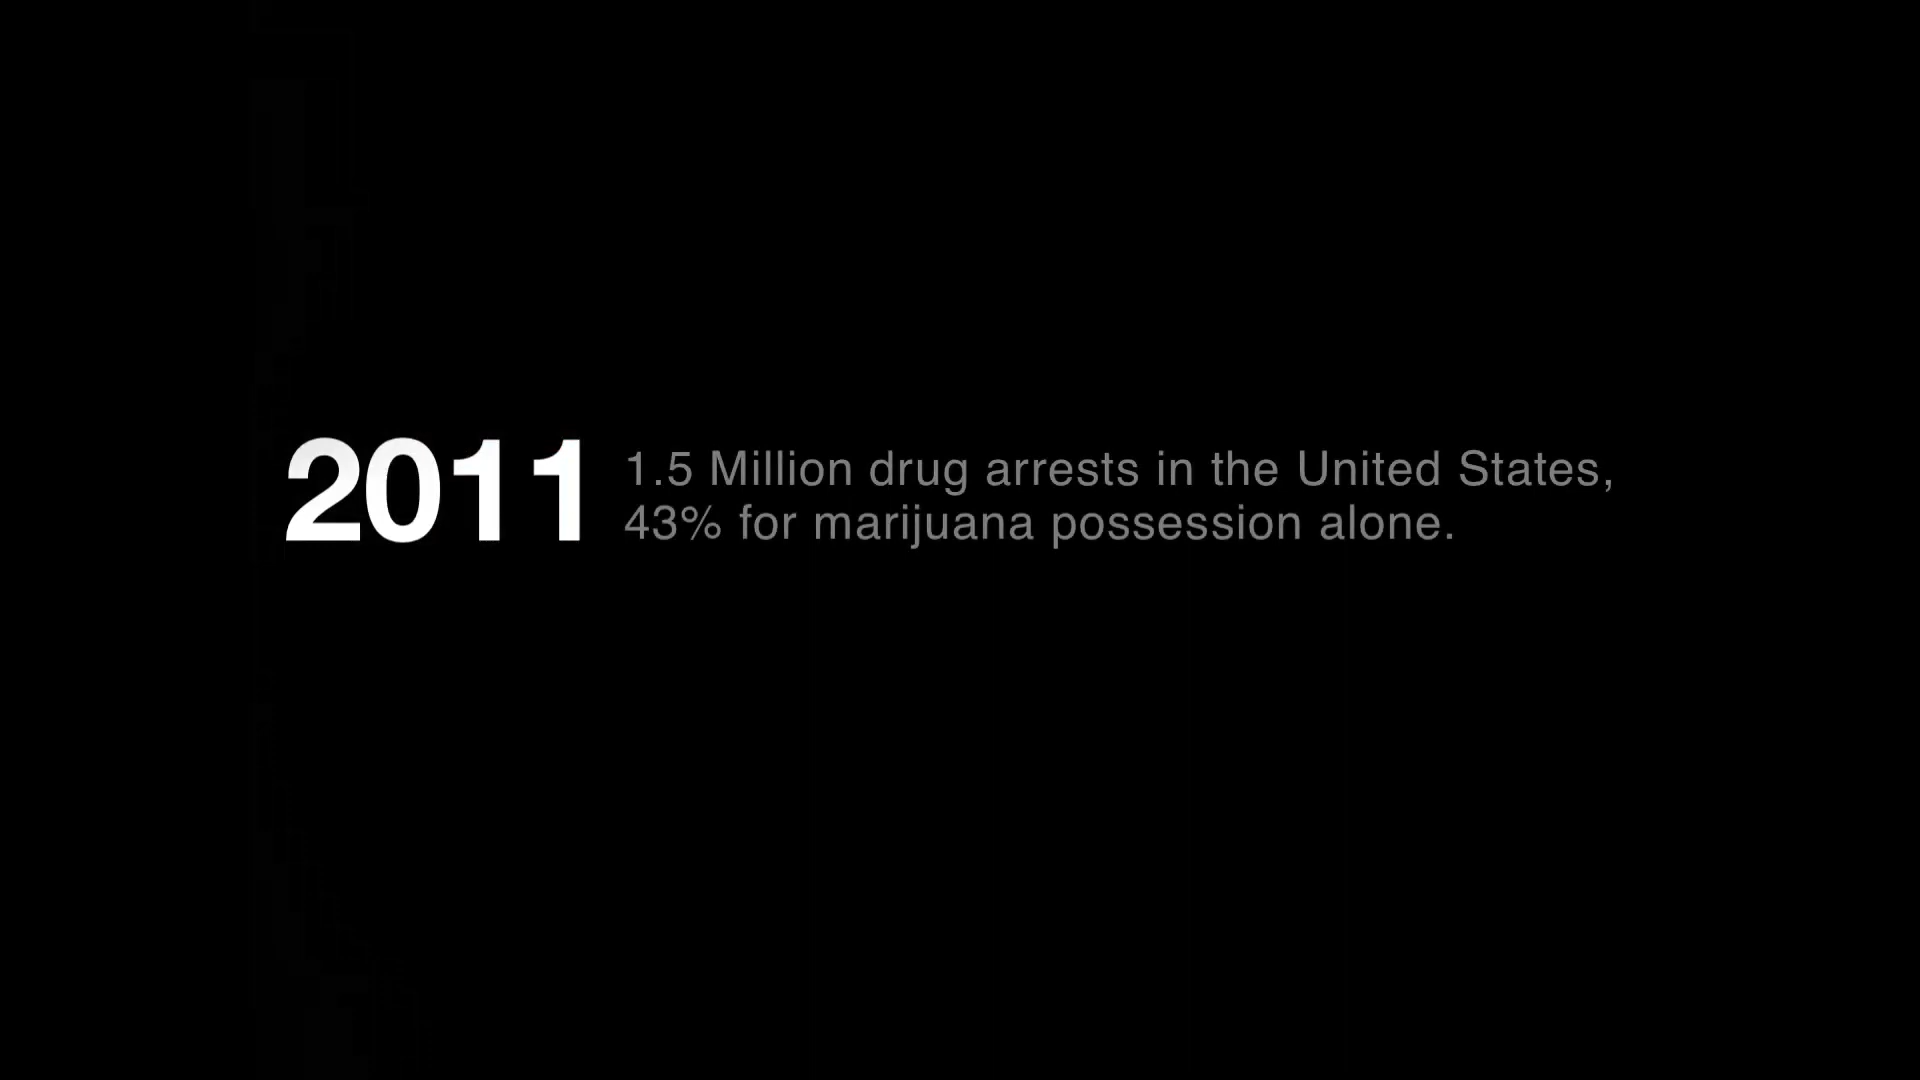 2011
1.5 Million drug arrests in the United States,
43% for marijuana possession alone.